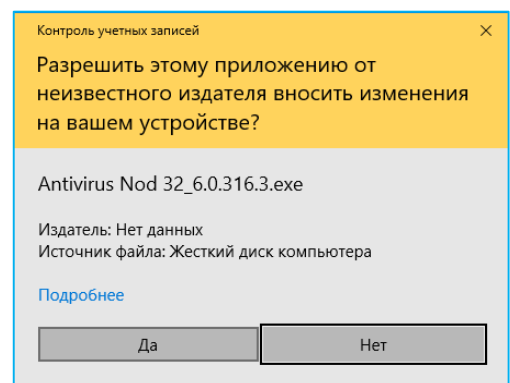 Контроль учетных записей
Разрешить этому приложению от
неизвестного издателя вносить изменения
на вашем устройстве?
Antivirus Nod 32_6.0.316.3.exe
Издатель: Нет данных
Источник файла: Жесткий диск компьютера
Подробнее
Да
Нет